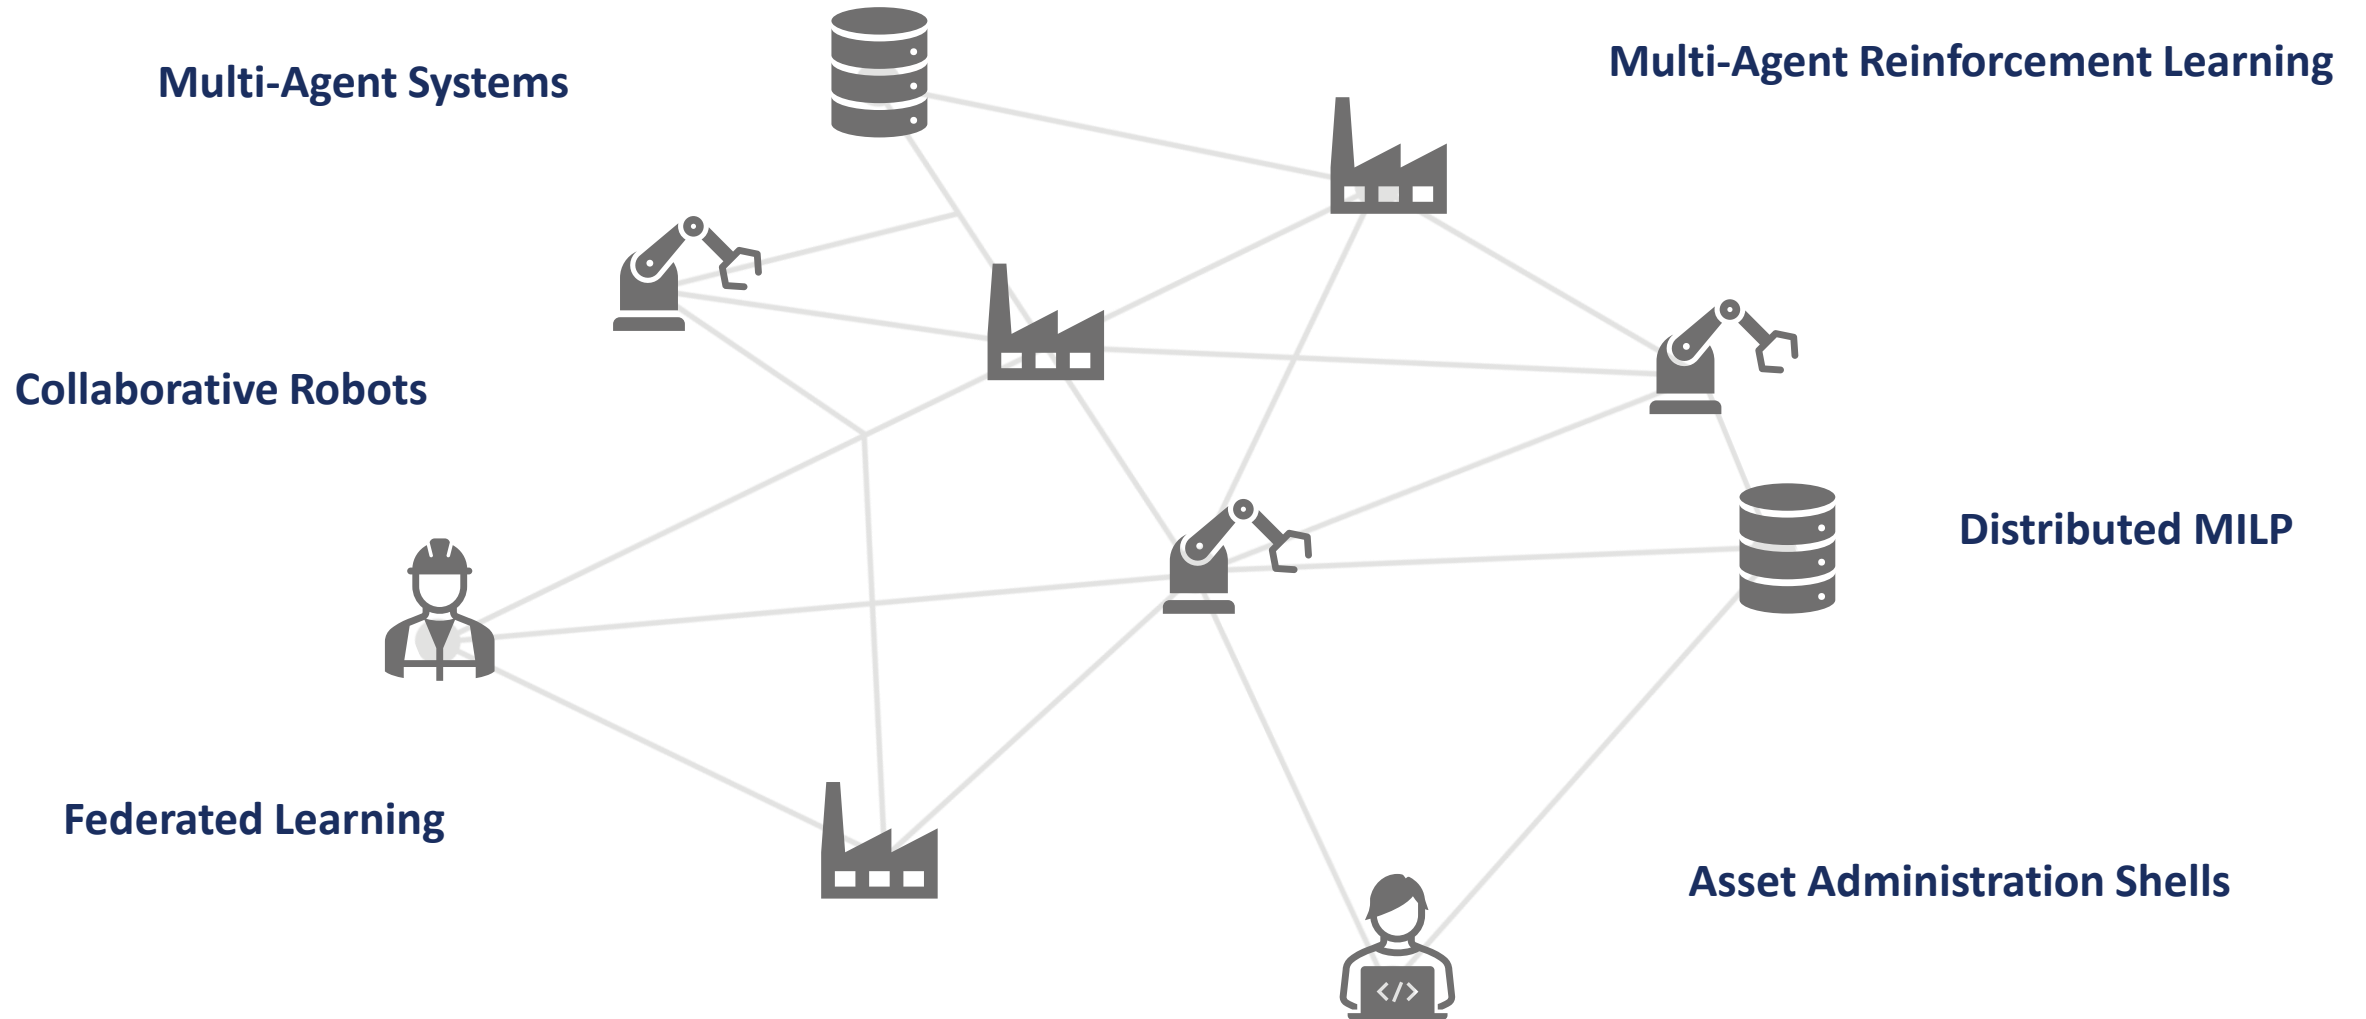 Multi-Agent Systems
Multi-Agent Reinforcement Learning
Collaborative Robots
Distributed MILP
Federated Learning
Asset Administration Shells
</>